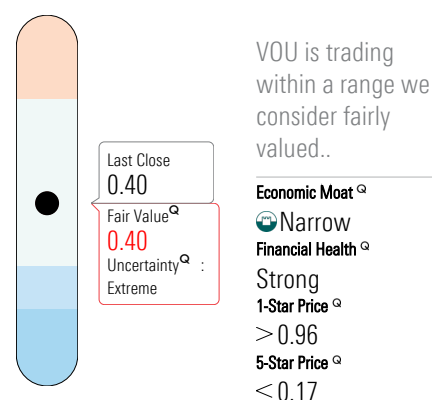 VOU is trading
within a range we
consider fairly
valued..
Last Close
0.40
Fair Value Q
0.40
Uncertainty Q :
Extreme
Economic Moat Q
Narrow
Financial Health Q
Strong
1-Star Price Q
> 0.96
5-Star Price Q
< 0.17